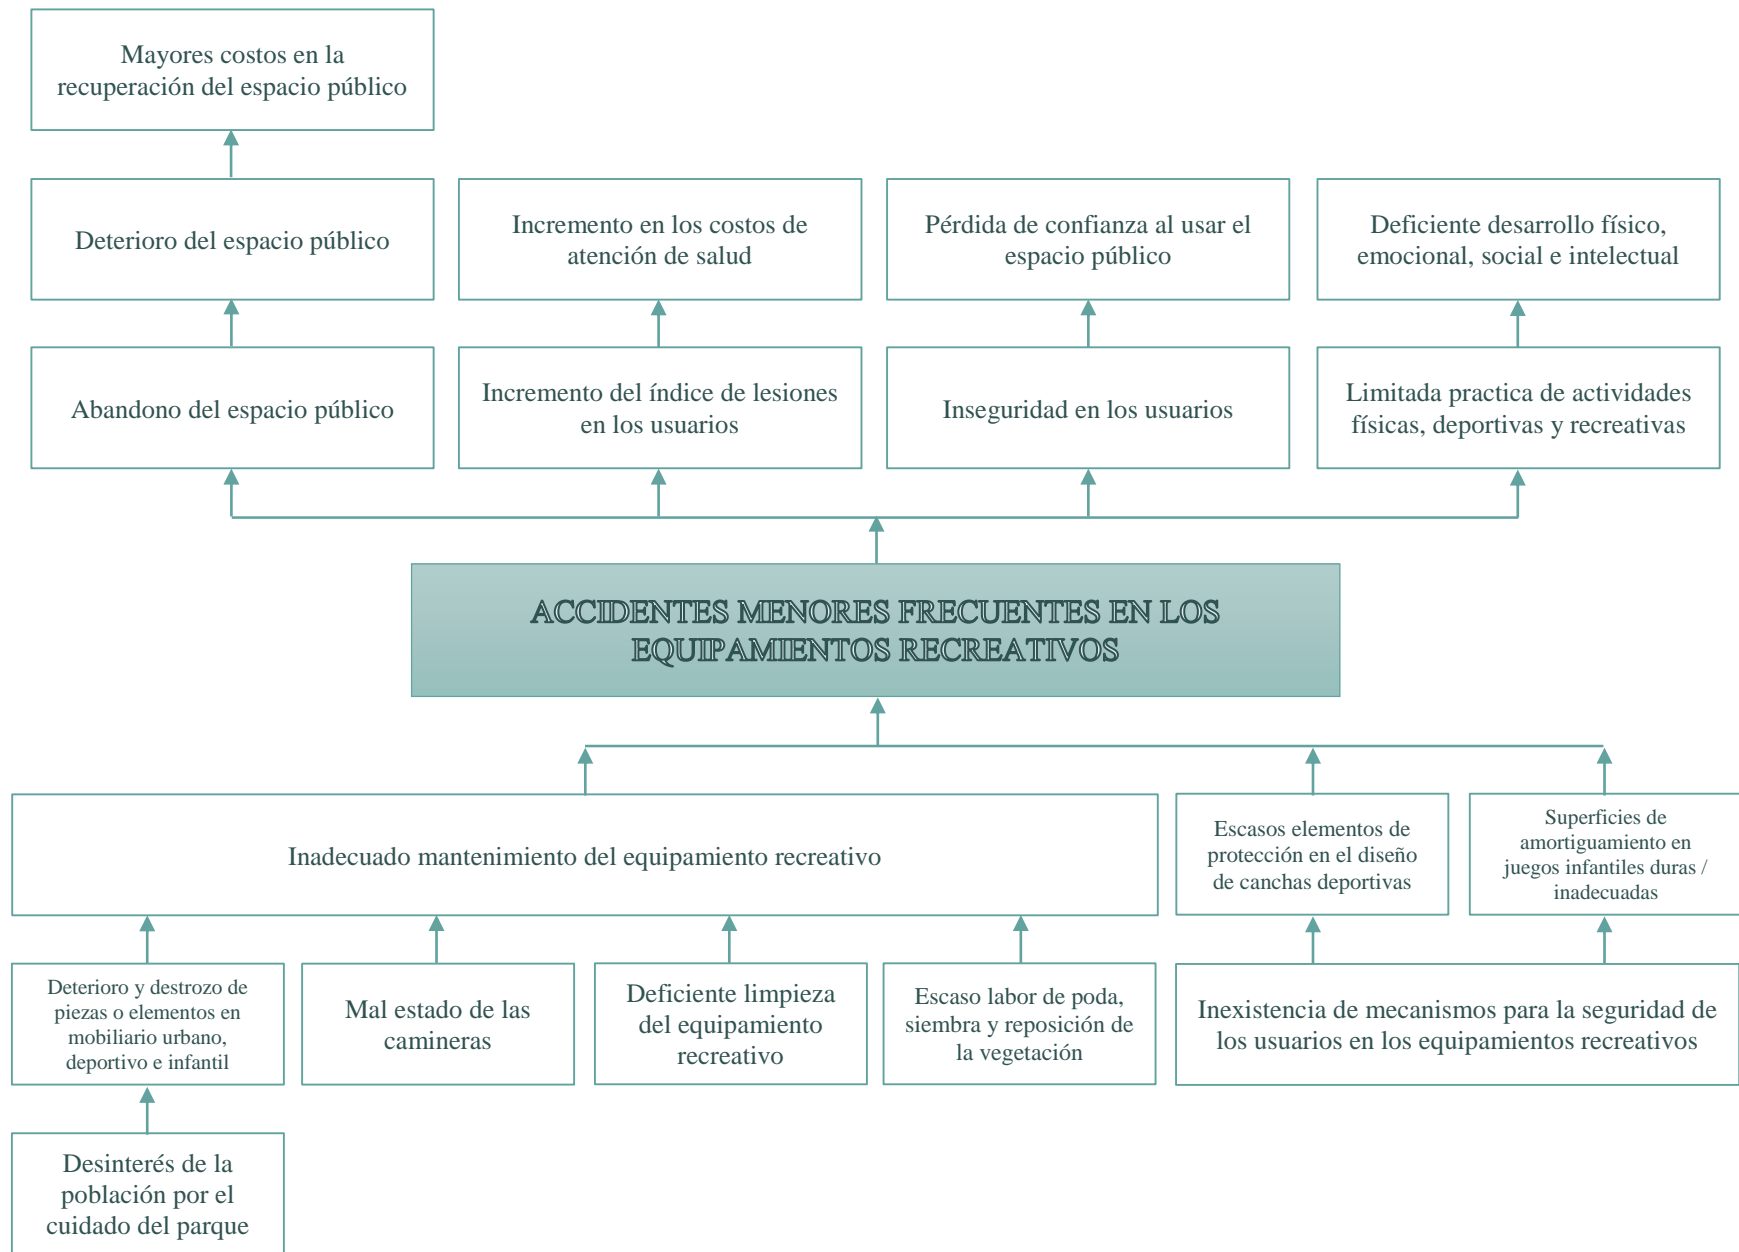 Mayores costos en la
recuperación del espacio público
Deterioro del espacio público
Incremento en los costos de
atención de salud
Pérdida de confianza al usar el
espacio público
Deficiente desarrollo físico,
emocional, social e intelectual
Abandono del espacio público
Incremento del índice de lesiones
en los usuarios
Inseguridad en los usuarios
Limitada practica de actividades
físicas, deportivas y recreativas
ACCIDENTES MENORES FRECUENTES EN LOS
EQUIPAMIENTOS RECREATIVOS
Inadecuado mantenimiento del equipamiento recreativo
Escasos elementos de
protección en el diseño
de canchas deportivas
Superficies de
amortiguamiento en
juegos infantiles duras /
inadecuadas
Deterioro y destrozo de
piezas o elementos en
mobiliario urbano,
deportivo e infantil
Mal estado de las
camineras
Deficiente limpieza
del equipamiento
recreativo
Escaso labor de poda,
siembra y reposición de
la vegetación
Inexistencia de mecanismos para la seguridad de
los usuarios en los equipamientos recreativos
Desinterés de la
población por el
cuidado del parque